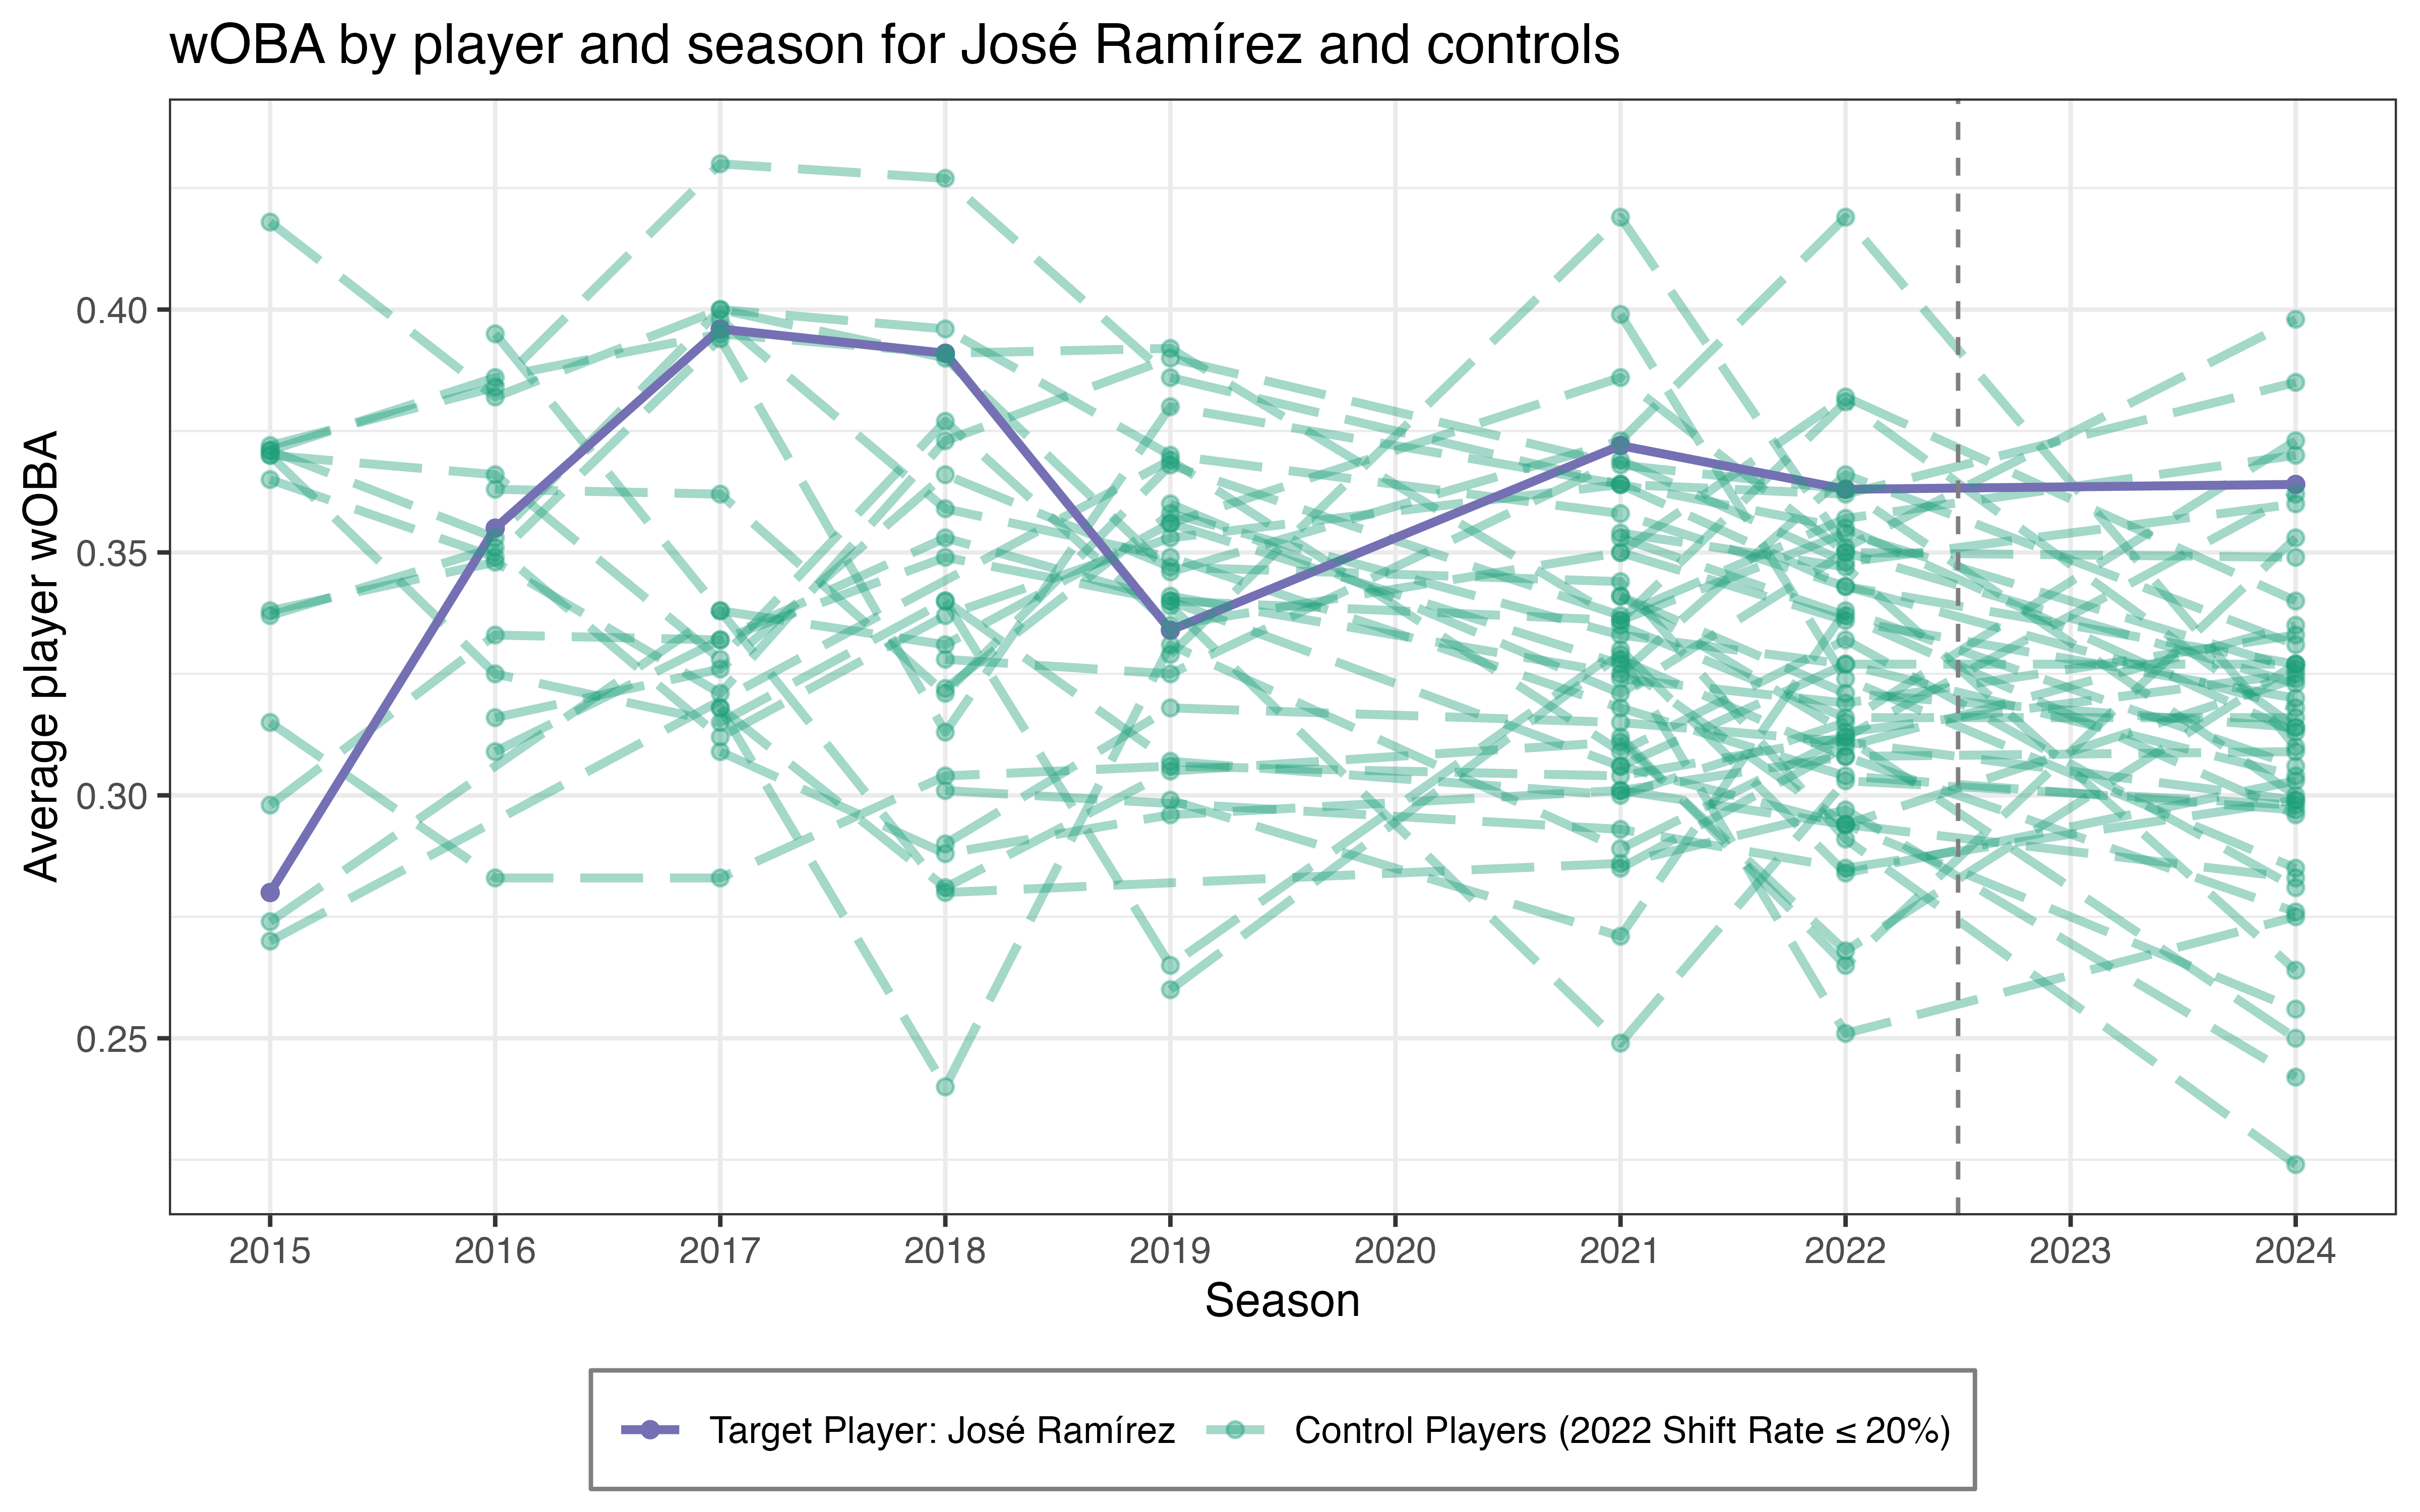 wOBA by player and season for José Ramírez and controls
Average player wOBA
0.40
0.35
0.30
0.25
2015 2016 2017 2018 2019 2020 2021 2022 2023 2024
Season
Target Player: José Ramírez Control Players (2022 Shift Rate ≤ 20%)